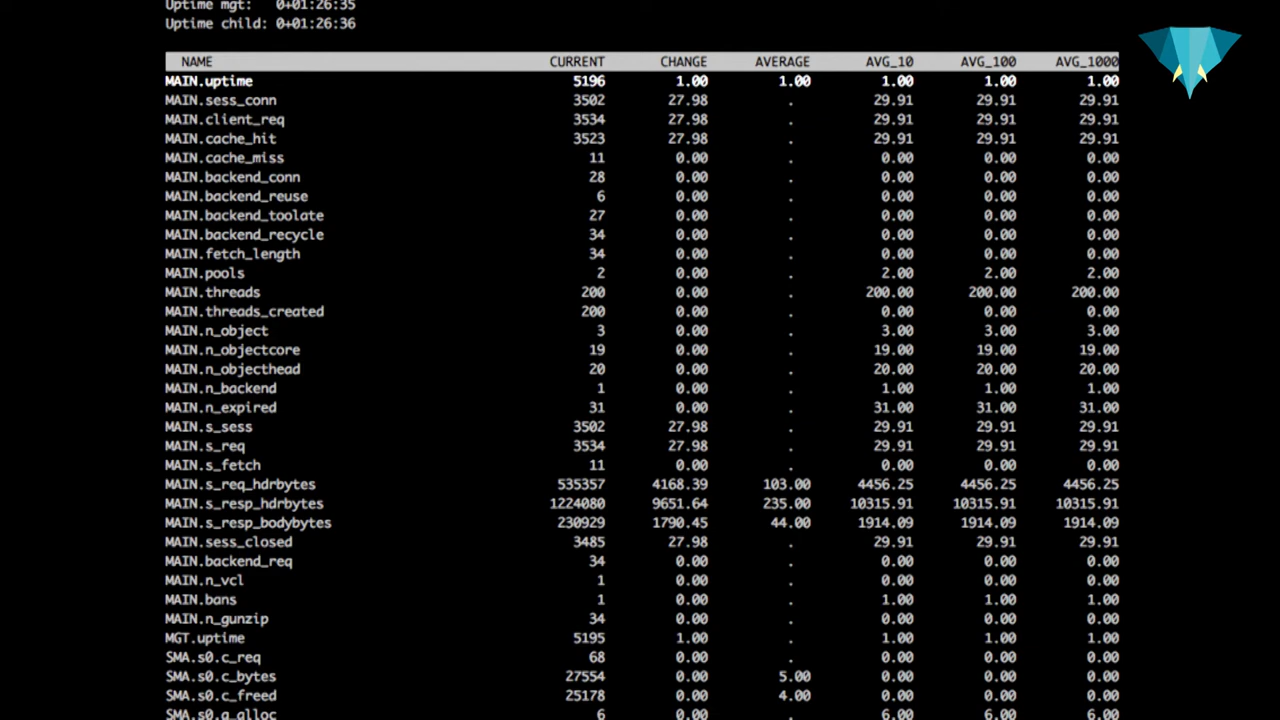 Uptime mgt: 0+01:26:35
Uptime child: 0+01:26:36
NAME CURRENT CHANGE AVERAGE AVG_10 AVG_100 AVG_1000
MAIN.uptime 5196 1.00 1.00 1.00 1.00 1.00
MAIN.sess_conn 3502 27.98 . 29.91 29.91 29.91
MAIN.client_req 3534 27.98 . 29.91 29.91 29.91
MAIN.cache_hit 3523 27.98 . 29.91 29.91 29.91
MAIN.cache_miss 11 0.00 . 0.00 0.00 0.00
MAIN.backend_conn 28 0.00 . 0.00 0.00 0.00
MAIN.backend_reuse 6 0.00 . 0.00 0.00 0.00
MAIN.backend_toolate 27 0.00 . 0.00 0.00 0.00
MAIN.backend_recycle 34 0.00 . 0.00 0.00 0.00
MAIN.fetch_length 34 0.00 . 0.00 0.00 0.00
MAIN.pools 2 0.00 . 2.00 2.00 2.00
MAIN.threads 200 0.00 . 200.00 200.00 200.00
MAIN.threads_created 200 0.00 . 0.00 0.00 0.00
MAIN.n_object 3 0.00 . 3.00 3.00 3.00
MAIN.n_objectcore 19 0.00 . 19.00 19.00 19.00
MAIN.n_objecthead 20 0.00 . 20.00 20.00 20.00
MAIN.n_backend 1 0.00 . 1.00 1.00 1.00
MAIN.n_expired 31 0.00 . 31.00 31.00 31.00
MAIN.s_sess 3502 27.98 . 29.91 29.91 29.91
MAIN.s_req 3534 27.98 . 29.91 29.91 29.91
MAIN.s_fetch 11 0.00 . 0.00 0.00 0.00
MAIN.s_req_hdrbytes 535357 4168.39 103.00 4456.25 4456.25 4456.25
MAIN.s_resp_hdrbytes 1224080 9651.64 235.00 10315.91 10315.91 10315.91
MAIN.s_resp_bodybytes 230929 1790.45 44.00 1914.09 1914.09 1914.09
MAIN.sess_closed 3485 27.98 . 29.91 29.91 29.91
MAIN.backend_req 34 0.00 . 0.00 0.00 0.00
MAIN.n_vcl 1 0.00 . 0.00 0.00 0.00
MAIN.bans 1 0.00 . 1.00 1.00 1.00
MAIN.n_gunzip 34 0.00 . 0.00 0.00 0.00
MGT.uptime 5195 1.00 . 1.00 1.00 1.00
SMA.s0.c_req 68 0.00 . 0.00 0.00 0.00
SMA.s0.c_bytes 27554 0.00 5.00 0.00 0.00 0.00
SMA.s0.c_freed 25178 0.00 4.00 0.00 0.00 0.00
SMA.s0.g_alloc 6 0.00 . 6.00 6.00 6.00